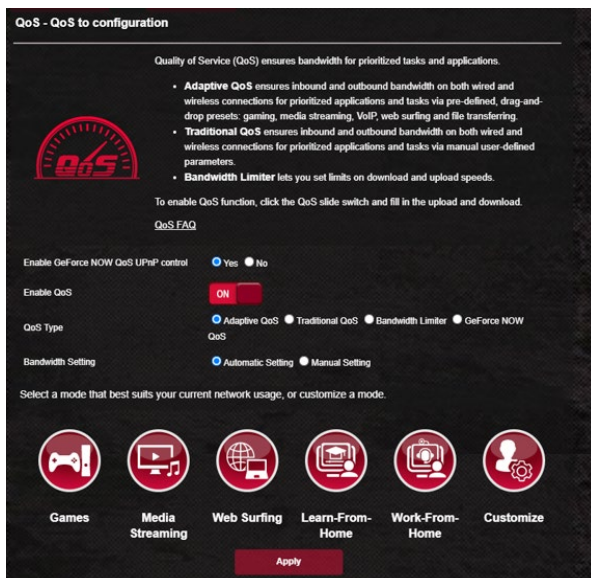 QoS - QoS to configuration
Quality of Service (QoS) ensures bandwidth for prioritized tasks and applications.
• Adaptive QoS ensures inbound and outbound bandwidth on both wired and
wireless connections for prioritized applications and tasks via pre-defined, drag-and-
drop presets: gaming, media streaming, VoIP, web surfing and file transferring.
• Traditional QoS ensures inbound and outbound bandwidth on both wired and
wireless connections for prioritized applications and tasks via manual user-defined
parameters.
• Bandwidth Limiter lets you set limits on download and upload speeds.
QoS
To enable QoS function, click the QoS slide switch and fill in the upload and download.
QoS FAQ
Enable GeForce NOW QoS UPnP control Yes No
Enable QoS ON
QoS Type Adaptive QoS Traditional QoS Bandwidth Limiter GeForce NOW
QoS
Bandwidth Setting Automatic Setting Manual Setting
Select a mode that best suits your current network usage, or customize a mode.
Games Media Web Surfing Learn-From- Work-From- Customize
Streaming Home Home
Apply